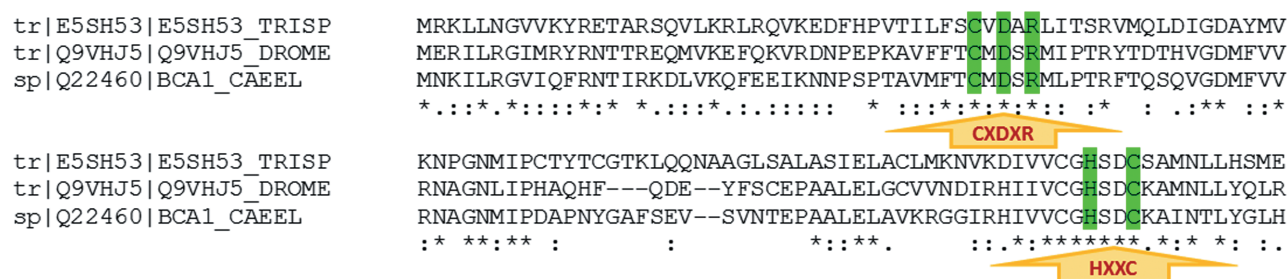 tr|E5SH53|E5SH53_TRISP MRKLLNGVVKYRETARSQVLKRLRQVKEDFHPVTILFSCVDARLITSRVMQLDIGDAYMV
tr|Q9VHJ5|Q9VHJ5_DROME MERILRGIMRYRNTTREQMVKEFQKVRDNPEPKAVFFTCMDSRMIPTRYTDTHVGDMFVV
sp|Q22460|BCA1_CAEEL MNKILRGVIQFRNTIRKDLVKQFEEIKNNPSPTAVMFTCMDSRMLPTRFTQSQVGDMFVV
*.::*.*::::*:* *.:::*.:.::::: * :::*:*:*:: :* : .:** ::*
CXDXR
tr|E5SH53|E5SH53_TRISP KNPGNMIPCTYTCGTKLQQNAAGLSALASIELACLMKNVKDIVVCGHSDCSAMNLLHSME
tr|Q9VHJ5|Q9VHJ5_DROME RNAGNLIPHAQHF---QDE--YFSCEPAALELGCVVNDIRHIIVCGHSDCKAMNLLYQLR
sp|Q22460|BCA1_CAEEL RNAGNMIPDAPNYGAFSEV--SVNTEPAALELAVKRGGIRHIVVCGHSDCKAINTLYGLH
:* **:** : : *::**. ::.*:*******.*:* *: :.
HXXC